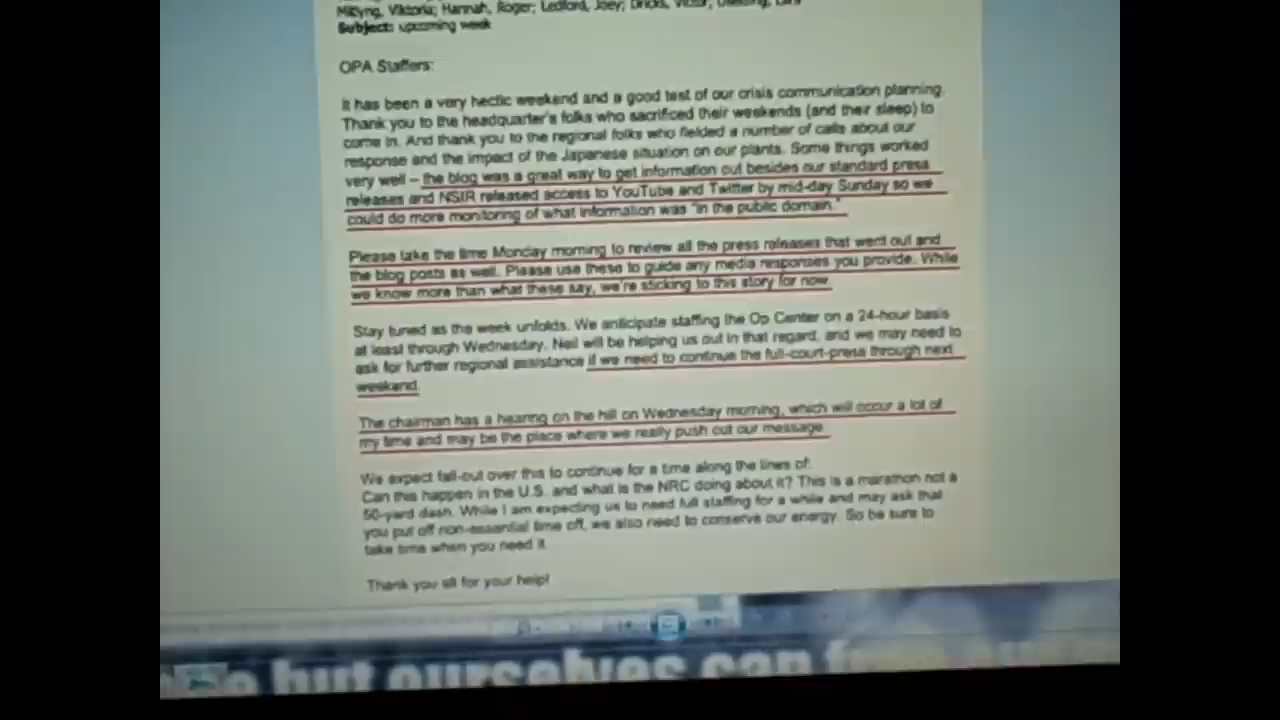 Mityng, Viktoria; Hannah, Roger; Ledford, Joey; Dricks, Victor;
Subject: upcoming week
OPA Staffers:
It has been a very hectic weekend and a good test of our crisis communication planning.
Thank you to the headquarter's folks who sacrificed their weekends (and their sleep) to
come in. And thank you to the regional folks who fielded a number of calls about our
response and the impact of the Japanese situation on our plants. Some things worked
very well – the blog was a great way to get information out besides our standard press
releases and NSIR released access to YouTube and Twitter by mid-day Sunday so we
could do more monitoring of what information was "in the public domain."
Please take the time Monday morning to review all the press releases that went out and
the blog posts as well. Please use these to guide any media responses you provide. While
we know more than what these say, we're sticking to this story for now.
Stay tuned as the week unfolds. We anticipate staffing the Op Center on a 24-hour basis
at least through Wednesday. Neil will be helping us out in that regard, and we may need to
ask for further regional assistance if we need to continue the full-court-press through next
weekend.
The chairman has a hearing on the hill on Wednesday morning, which will occur a lot of
my time and may be the place where we really push out our message.
We expect fall-out over this to continue for a time along the lines of:
Can this happen in the U.S. and what is the NRC doing about it? This is a marathon not a
50-yard dash. While I am expecting us to need full staffing for a while and may ask that
you put off non-essential time off, we also need to conserve our energy. So be sure to
take time when you need it.
Thank you all for your help!
but ourselves can